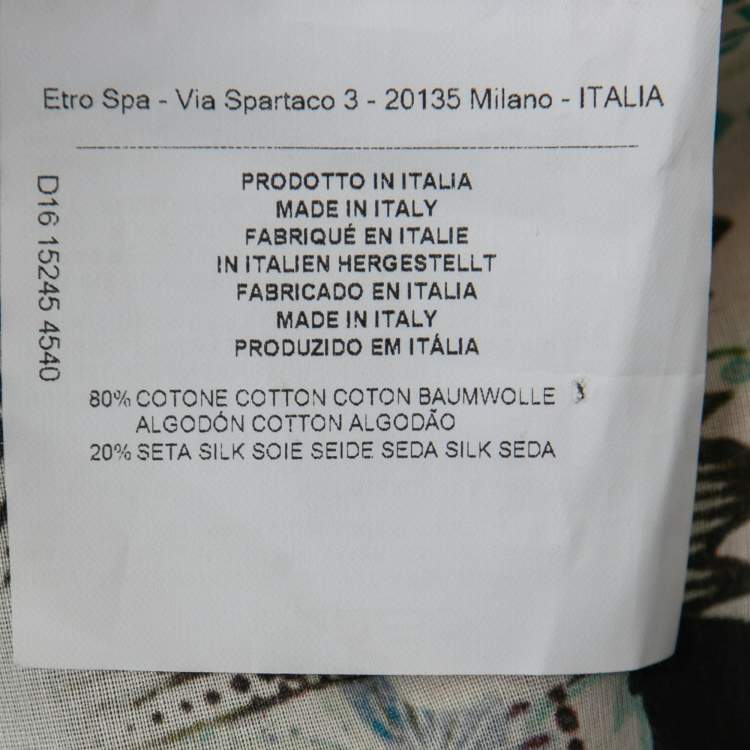 Etro Spa - Via Spartaco 3 - 20135 Milano - ITALIA
PRODOTTO IN ITALIA
MADE IN ITALY
FABRIQUÉ EN ITALIE
IN ITALIEN HERGESTELLT
FABRICADO EN ITALIA
MADE IN ITALY
PRODUZIDO EM ITÁLIA
D16 15245 4540
80% COTONE COTTON COTON BAUMWOLLE
ALGODÓN COTTON ALGODÃO
20% SETA SILK SOIE SEIDE SEDA SILK SEDA